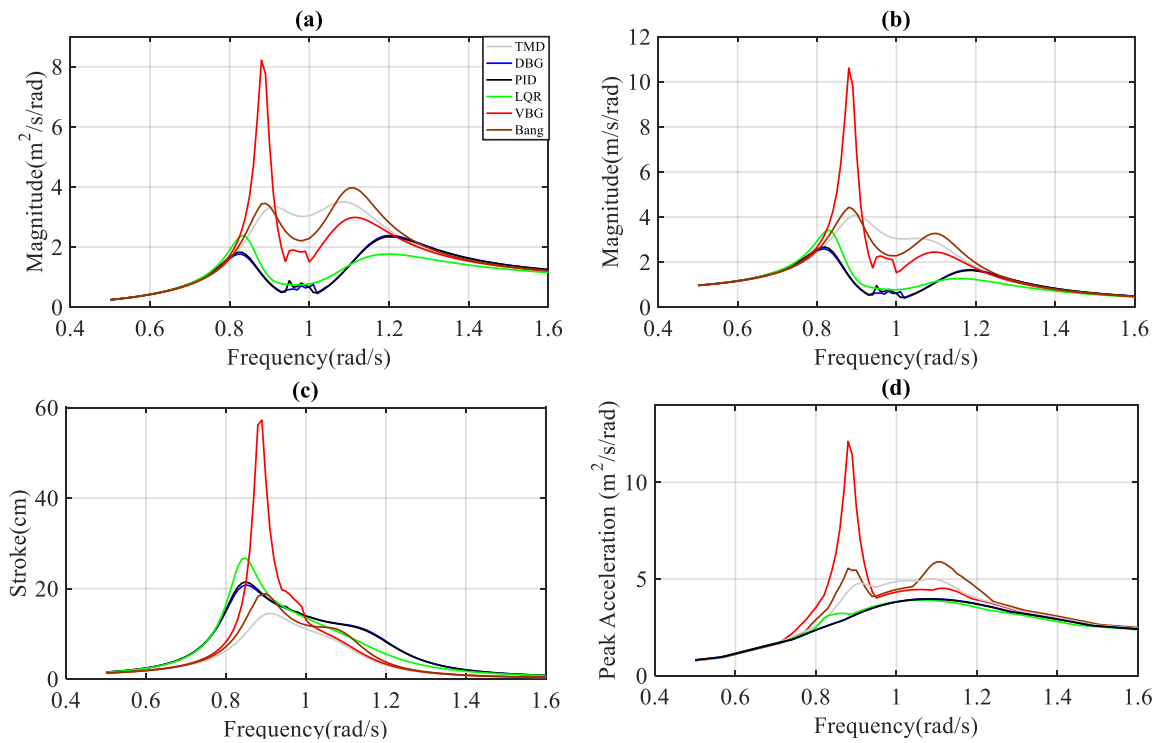 (a)
Magnitude(m²/s/rad)
8
6
4
2
0
0.4 0.6 0.8 1 1.2 1.4 1.6
Frequency(rad/s)
TMD
DBG
PID
LQR
VBG
Bang
(b)
Magnitude(m/s/rad)
12
10
8
6
4
2
0
0.4 0.6 0.8 1 1.2 1.4 1.6
Frequency(rad/s)
(c)
Stroke(cm)
60
40
20
0
0.4 0.6 0.8 1 1.2 1.4 1.6
Frequency(rad/s)
(d)
Peak Acceleration (m²/s/rad)
10
5
0
0.4 0.6 0.8 1 1.2 1.4 1.6
Frequency(rad/s)